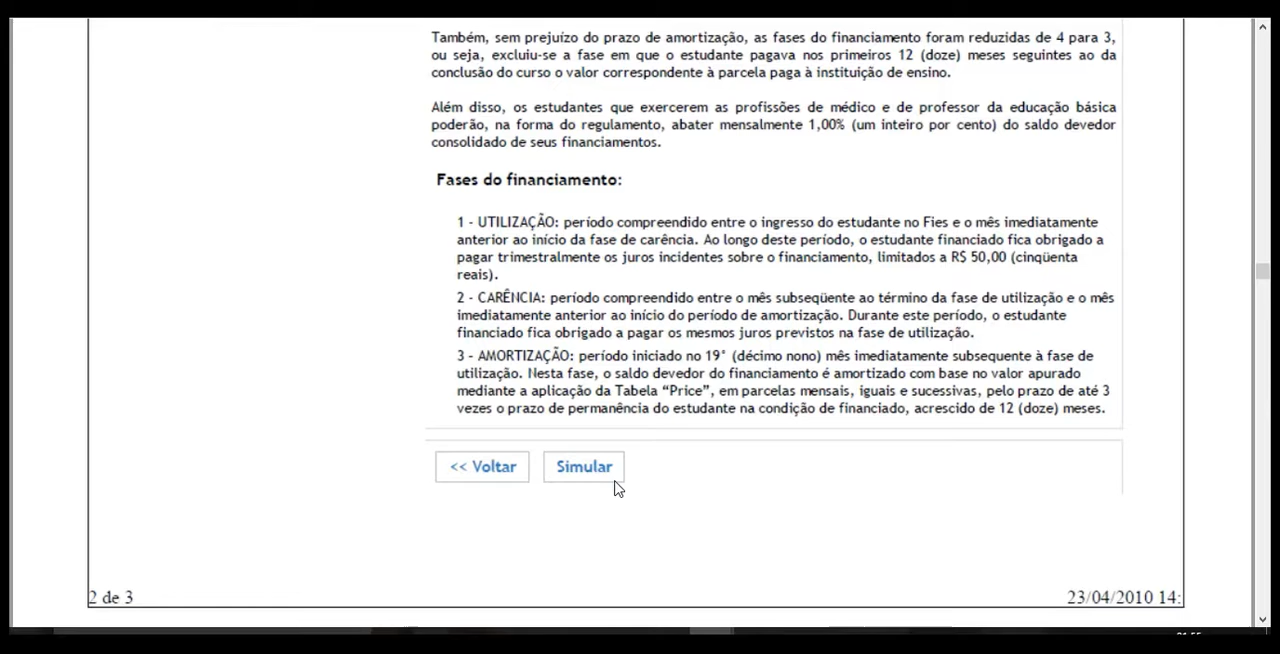 Também, sem prejuízo do prazo de amortização, as fases do financiamento foram reduzidas de 4 para 3,
ou seja, excluiu-se a fase em que o estudante pagava nos primeiros 12 (doze) meses seguintes ao da
conclusão do curso o valor correspondente à parcela paga à instituição de ensino.
Além disso, os estudantes que exercerem as profissões de médico e de professor da educação básica
poderão, na forma do regulamento, abater mensalmente 1,00% (um inteiro por cento) do saldo devedor
consolidado de seus financiamentos.
Fases do financiamento:
1 - UTILIZAÇÃO: período compreendido entre o ingresso do estudante no Fies e o mês imediatamente
anterior ao início da fase de carência. Ao longo deste período, o estudante financiado fica obrigado a
pagar trimestralmente os juros incidentes sobre o financiamento, limitados a R$ 50,00 (cinqüenta
reais).
2 - CARÊNCIA: período compreendido entre o mês subseqüente ao término da fase de utilização e o mês
imediatamente anterior ao início do período de amortização. Durante este período, o estudante
financiado fica obrigado a pagar os mesmos juros previstos na fase de utilização.
3 - AMORTIZAÇÃO: período iniciado no 19° (décimo nono) mês imediatamente subsequente à fase de
utilização. Nesta fase, o saldo devedor do financiamento é amortizado com base no valor apurado
mediante a aplicação da Tabela “Price”, em parcelas mensais, iguais e sucessivas, pelo prazo de até 3
vezes o prazo de permanência do estudante na condição de financiado, acrescido de 12 (doze) meses.
<< Voltar Simular
2 de 3 23/04/2010 14: